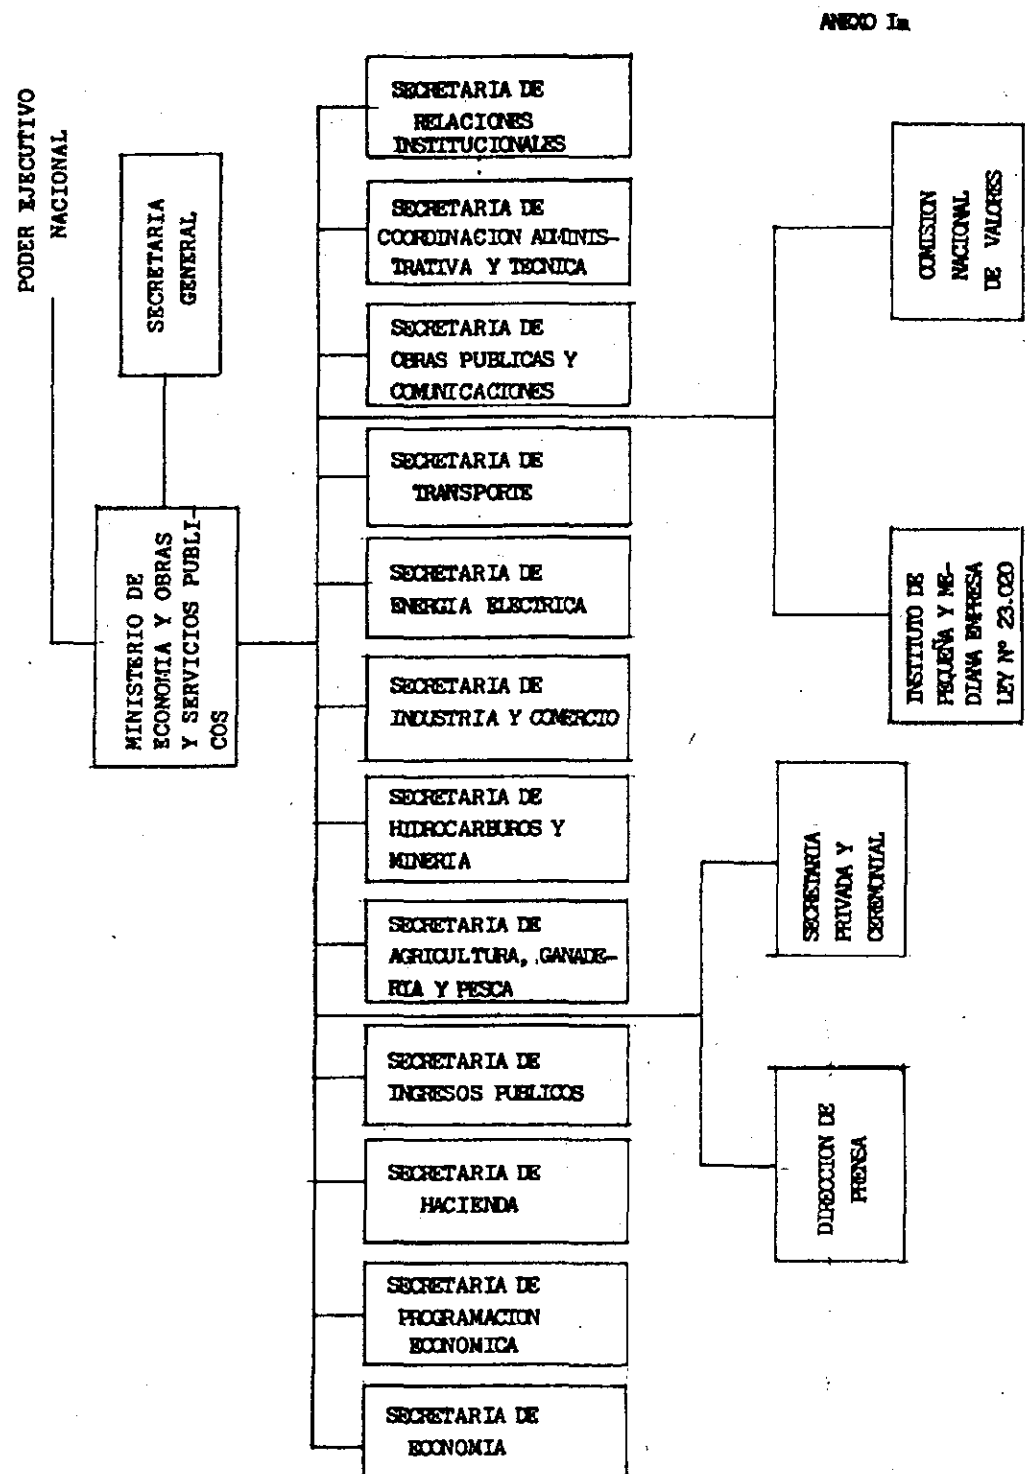 ANEXO Ia
PODER EJECUTIVO
NACIONAL
SECRETARIA
GENERAL
MINISTERIO DE
ECONOMIA Y OBRAS
Y SERVICIOS PUBLI-
COS
SECRETARIA DE
RELACIONES
INSTITUCIONALES
SECRETARIA DE
COORDINACION ADMINIS-
TRATIVA Y TECNICA
SECRETARIA DE
OBRAS PUBLICAS Y
COMUNICACIONES
SECRETARIA DE
TRANSPORTE
SECRETARIA DE
ENERGIA ELECTRICA
SECRETARIA DE
INDUSTRIA Y COMERCIO
SECRETARIA DE
HIDROCARBUROS Y
MINERIA
SECRETARIA DE
AGRICULTURA, GANADE-
RIA Y PESCA
SECRETARIA DE
INGRESOS PUBLICOS
SECRETARIA DE
HACIENDA
SECRETARIA DE
PROGRAMACION
ECONOMICA
SECRETARIA DE
ECONOMIA
COMISION
NACIONAL
DE VALORES
INSTITUTO DE
PEQUEÑA Y ME-
DIANA EMPRESA
LEY Nº 23.020
SECRETARIA
PRIVADA Y
CEREMONIAL
DIRECCION DE
PRENSA